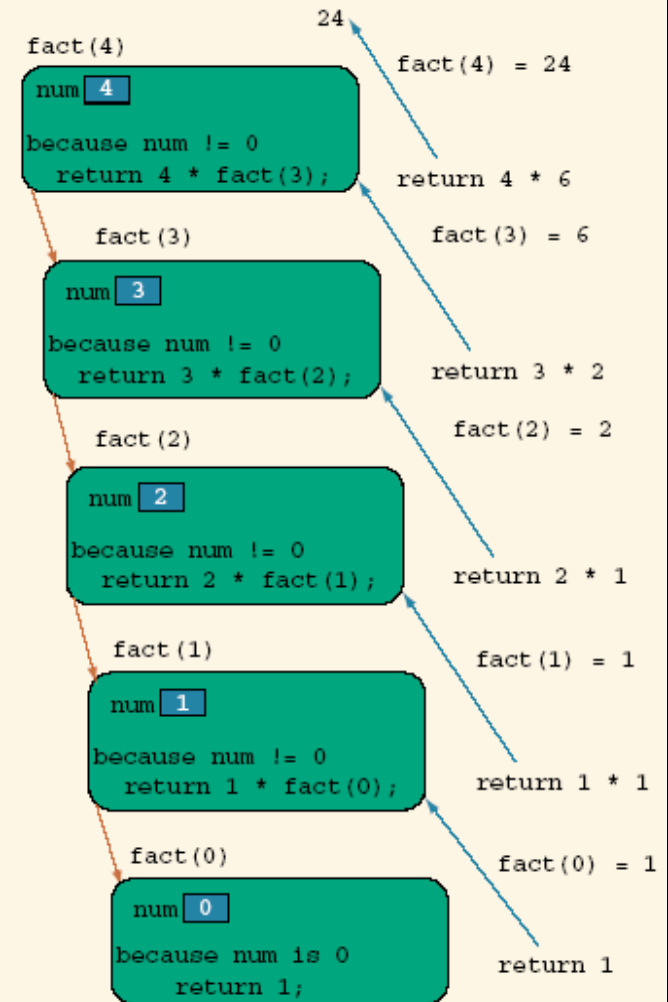 24
fact(4)
fact(4) = 24
num 4
because num != 0
return 4 * fact(3);
return 4 * 6
fact(3)
fact(3) = 6
num 3
because num != 0
return 3 * fact(2);
return 3 * 2
fact(2)
fact(2) = 2
num 2
because num != 0
return 2 * fact(1);
return 2 * 1
fact(1)
fact(1) = 1
num 1
because num != 0
return 1 * fact(0);
return 1 * 1
fact(0)
fact(0) = 1
num 0
because num is 0
return 1;
return 1